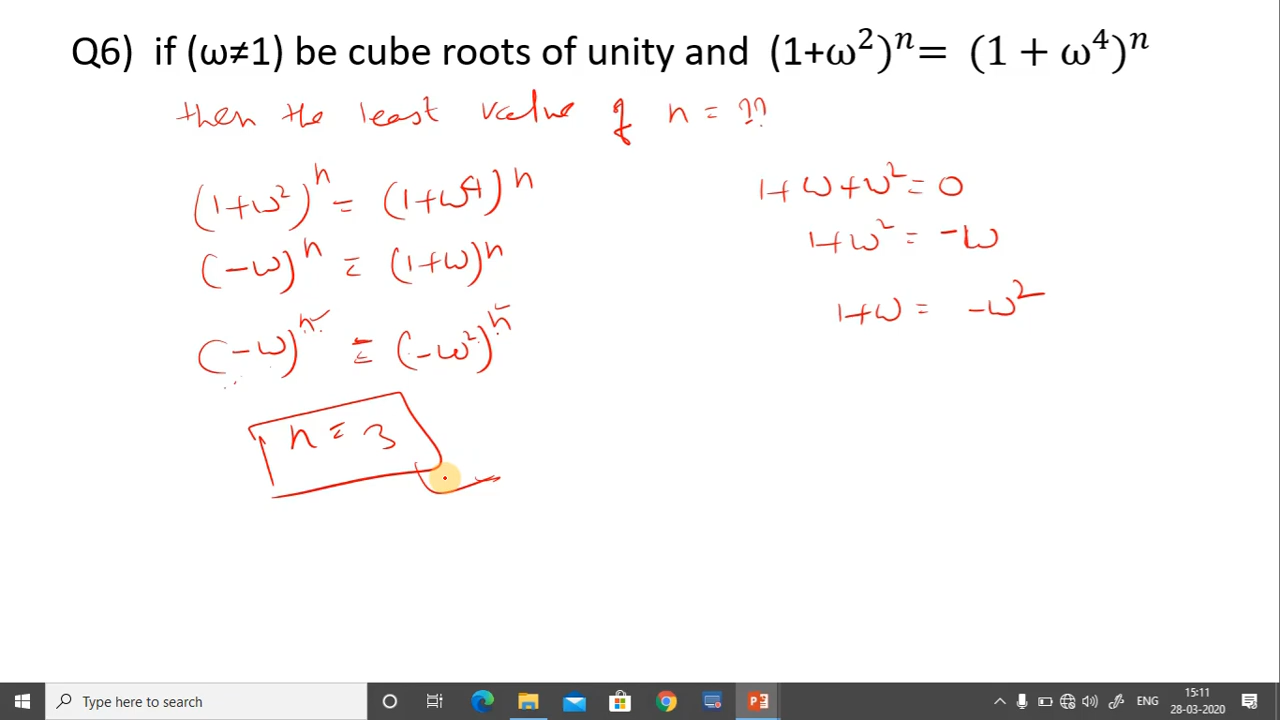 Q6) if (ω≠1) be cube roots of unity and (1+ω²)ⁿ= (1 + ω⁴)ⁿ
then the least value of n = ??
(1+ω²)ⁿ = (1+ω⁴)ⁿ
1+ω+ω²=0
(-ω)ⁿ = (1+ω)ⁿ
1+ω² = -ω
(-ω)ⁿ = (-ω²)ⁿ
1+ω = -ω²
n = 3
Type here to search
ENG
15:11
28-03-2020